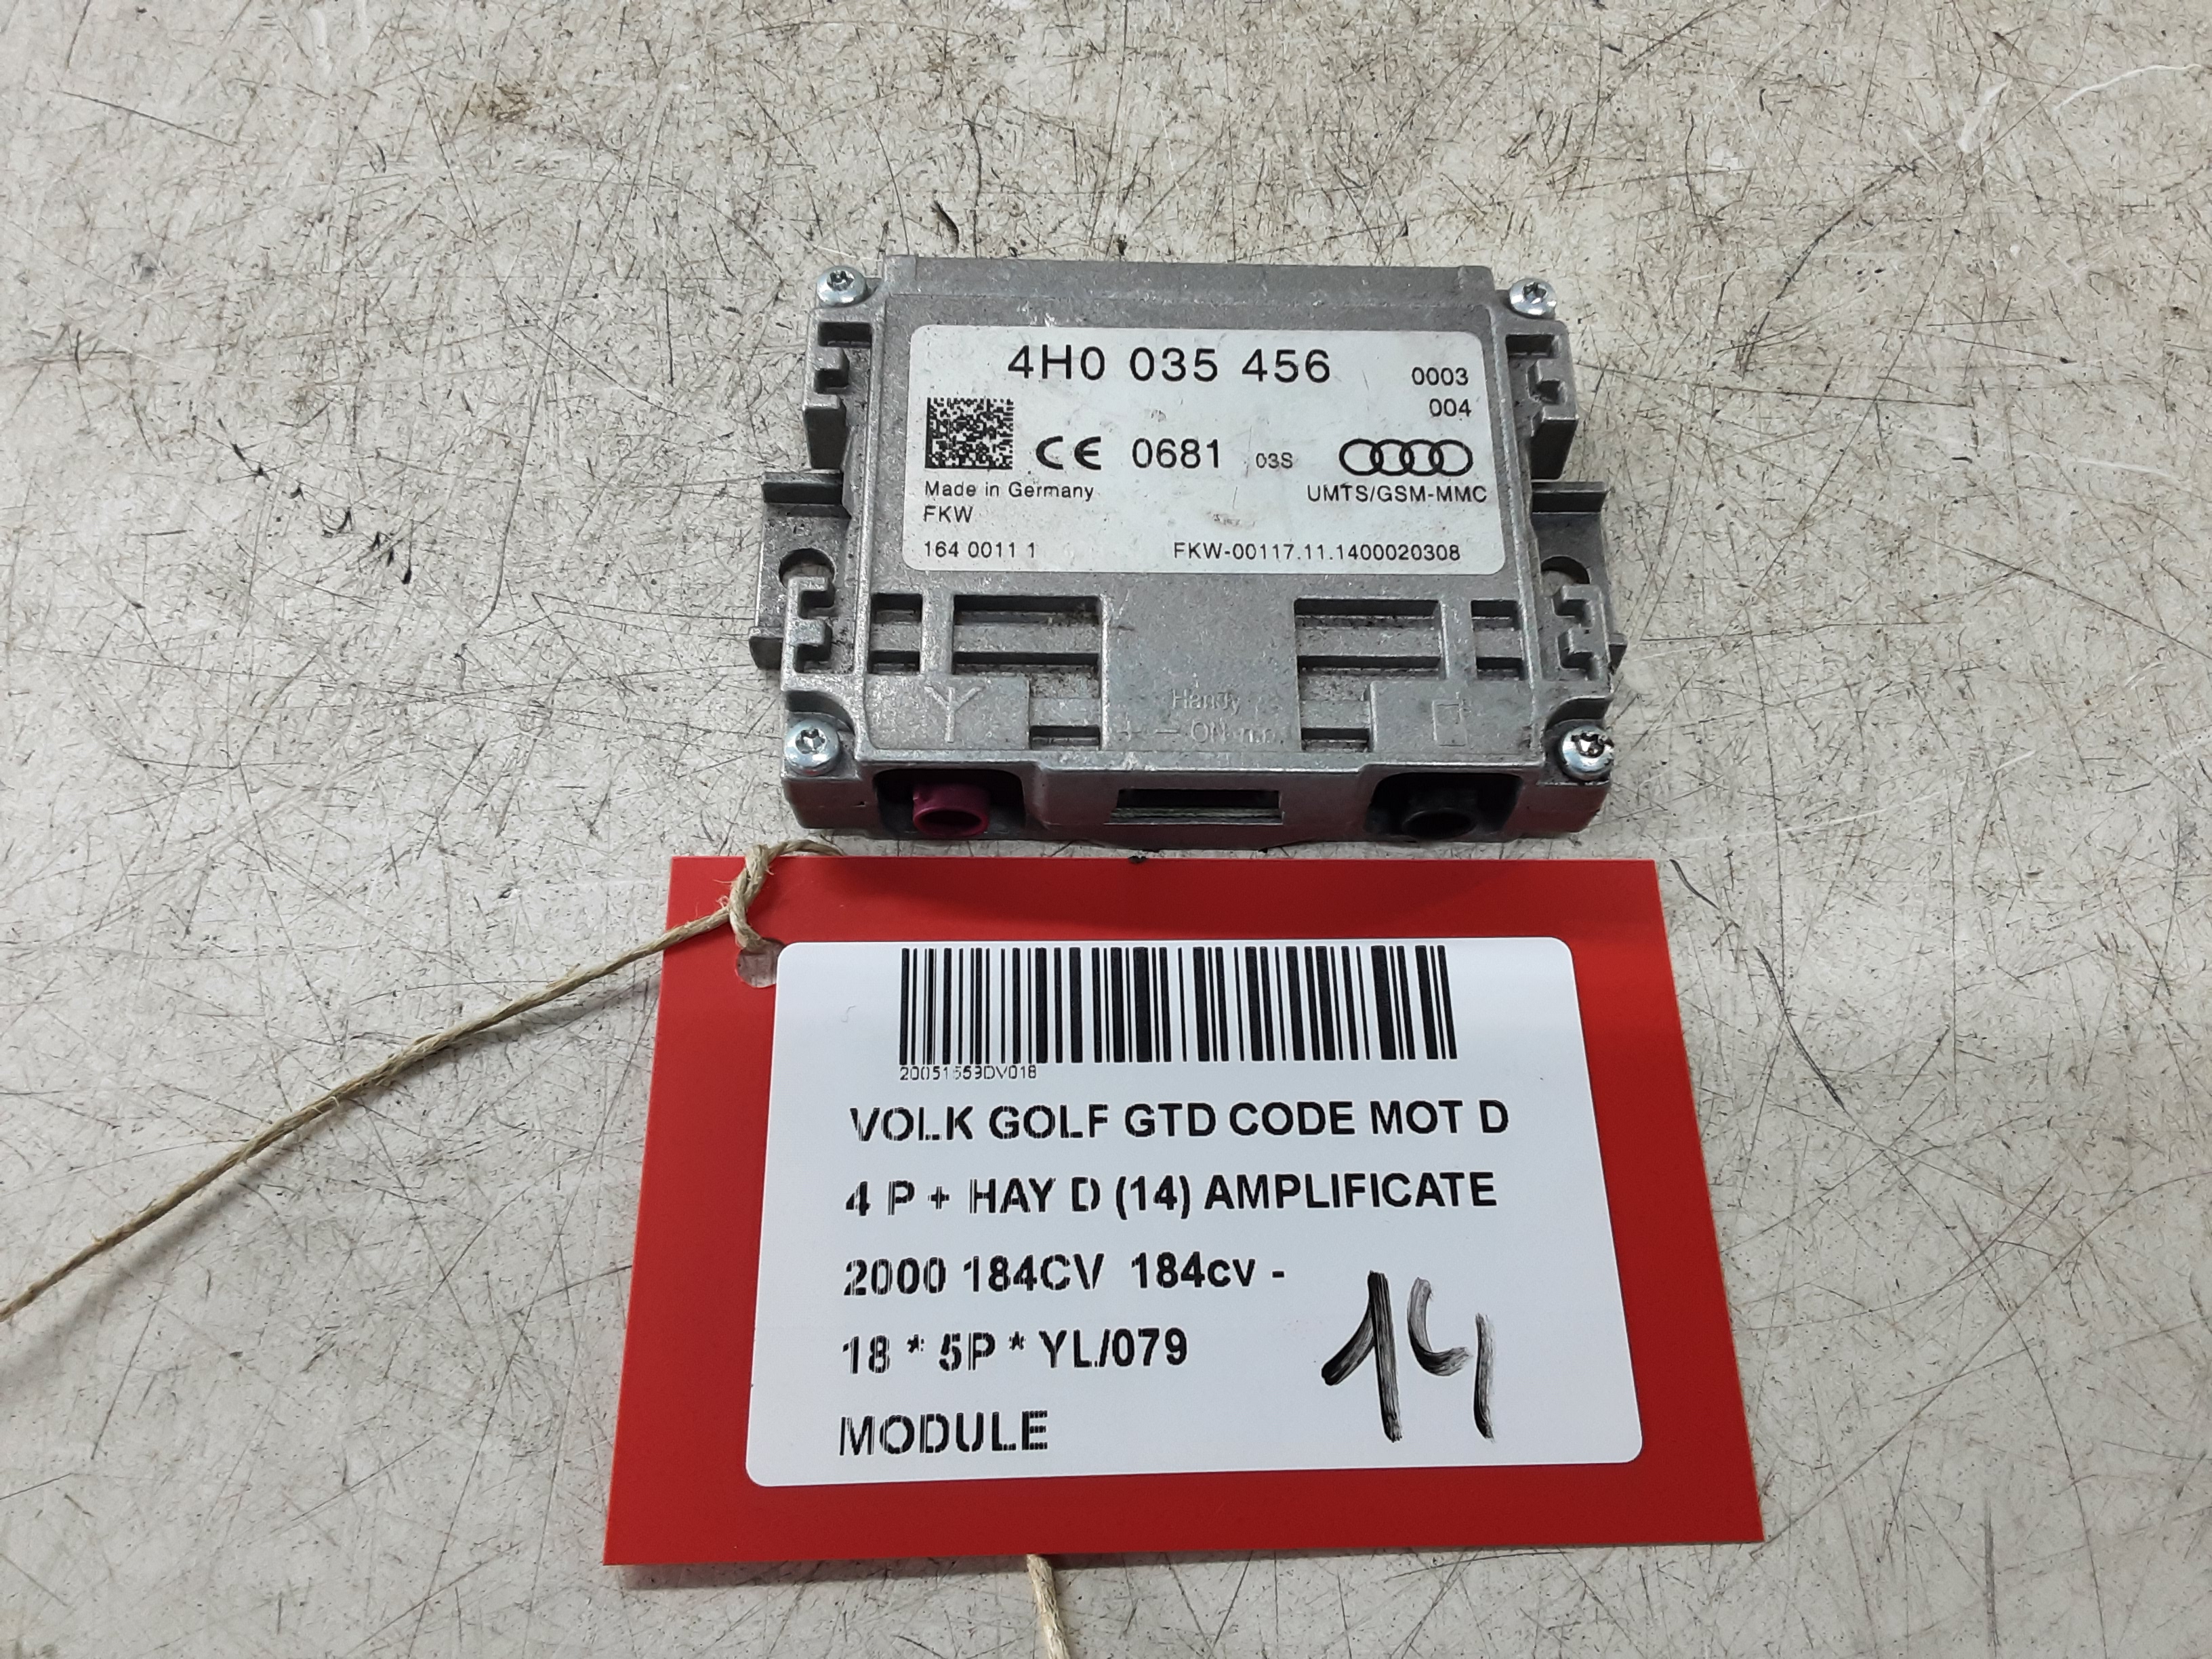 4H0 035 456
0003
004
CE 0681 03S
Made in Germany
UMTS/GSM-MMC
FKW
164 0011 1
FKW-00117.11.1400020308
Handy
20051553DV018
VOLK GOLF GTD CODE MOT D
4 P + HAY D (14) AMPLIFICATE
2000 184CV 184cv -
18 * 5P * YL/079
MODULE
14